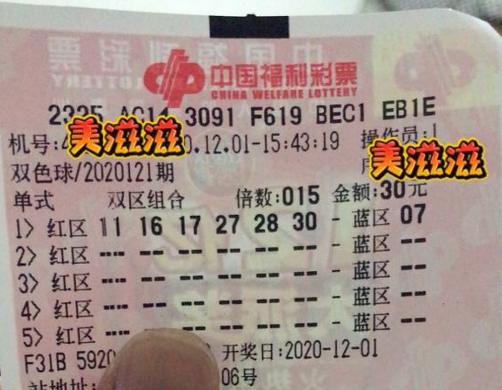 中国福利彩票
CHINA WELFARE LOTTERY
AC14 3091 F619 BEC1 EB1E
机号: 美滋滋 0.12.01-15:43:19 操作员:1
美滋滋
双色球/2020121期
单式 双区组合 倍数:015 金额:30元
1> 红区 11 16 17 27 28 30 - 蓝区 07
2> 红区 -- -- -- -- -- -- - 蓝区 --
3> 红区 -- -- -- -- -- -- - 蓝区 --
4> 红区 -- -- -- -- -- -- - 蓝区 --
5> 红区 -- -- -- -- -- -- - 蓝区 --
F31B 592 开奖日:2020-12-01
站地址: 06号